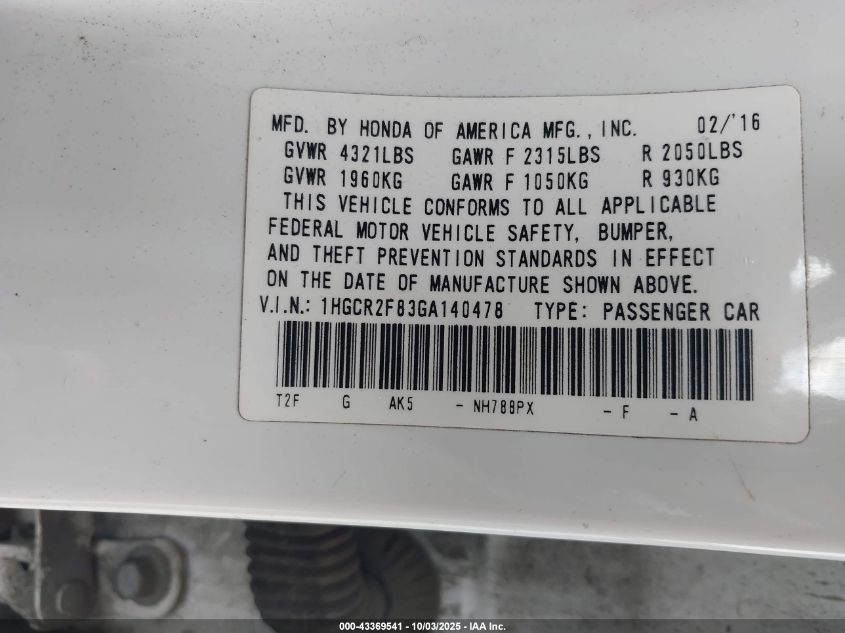 MFD. BY HONDA OF AMERICA MFG., INC. 02/'16
GVWR 4321LBS GAWR F 2315LBS R 2050LBS
GVWR 1960KG GAWR F 1050KG R 930KG
THIS VEHICLE CONFORMS TO ALL APPLICABLE
FEDERAL MOTOR VEHICLE SAFETY, BUMPER,
AND THEFT PREVENTION STANDARDS IN EFFECT
ON THE DATE OF MANUFACTURE SHOWN ABOVE.
V.I.N.: 1HGCR2F83GA140478 TYPE: PASSENGER CAR
T2F G AK5 - NH788PX - F - A
000-43369541 - 10/03/2025 - IAA Inc.